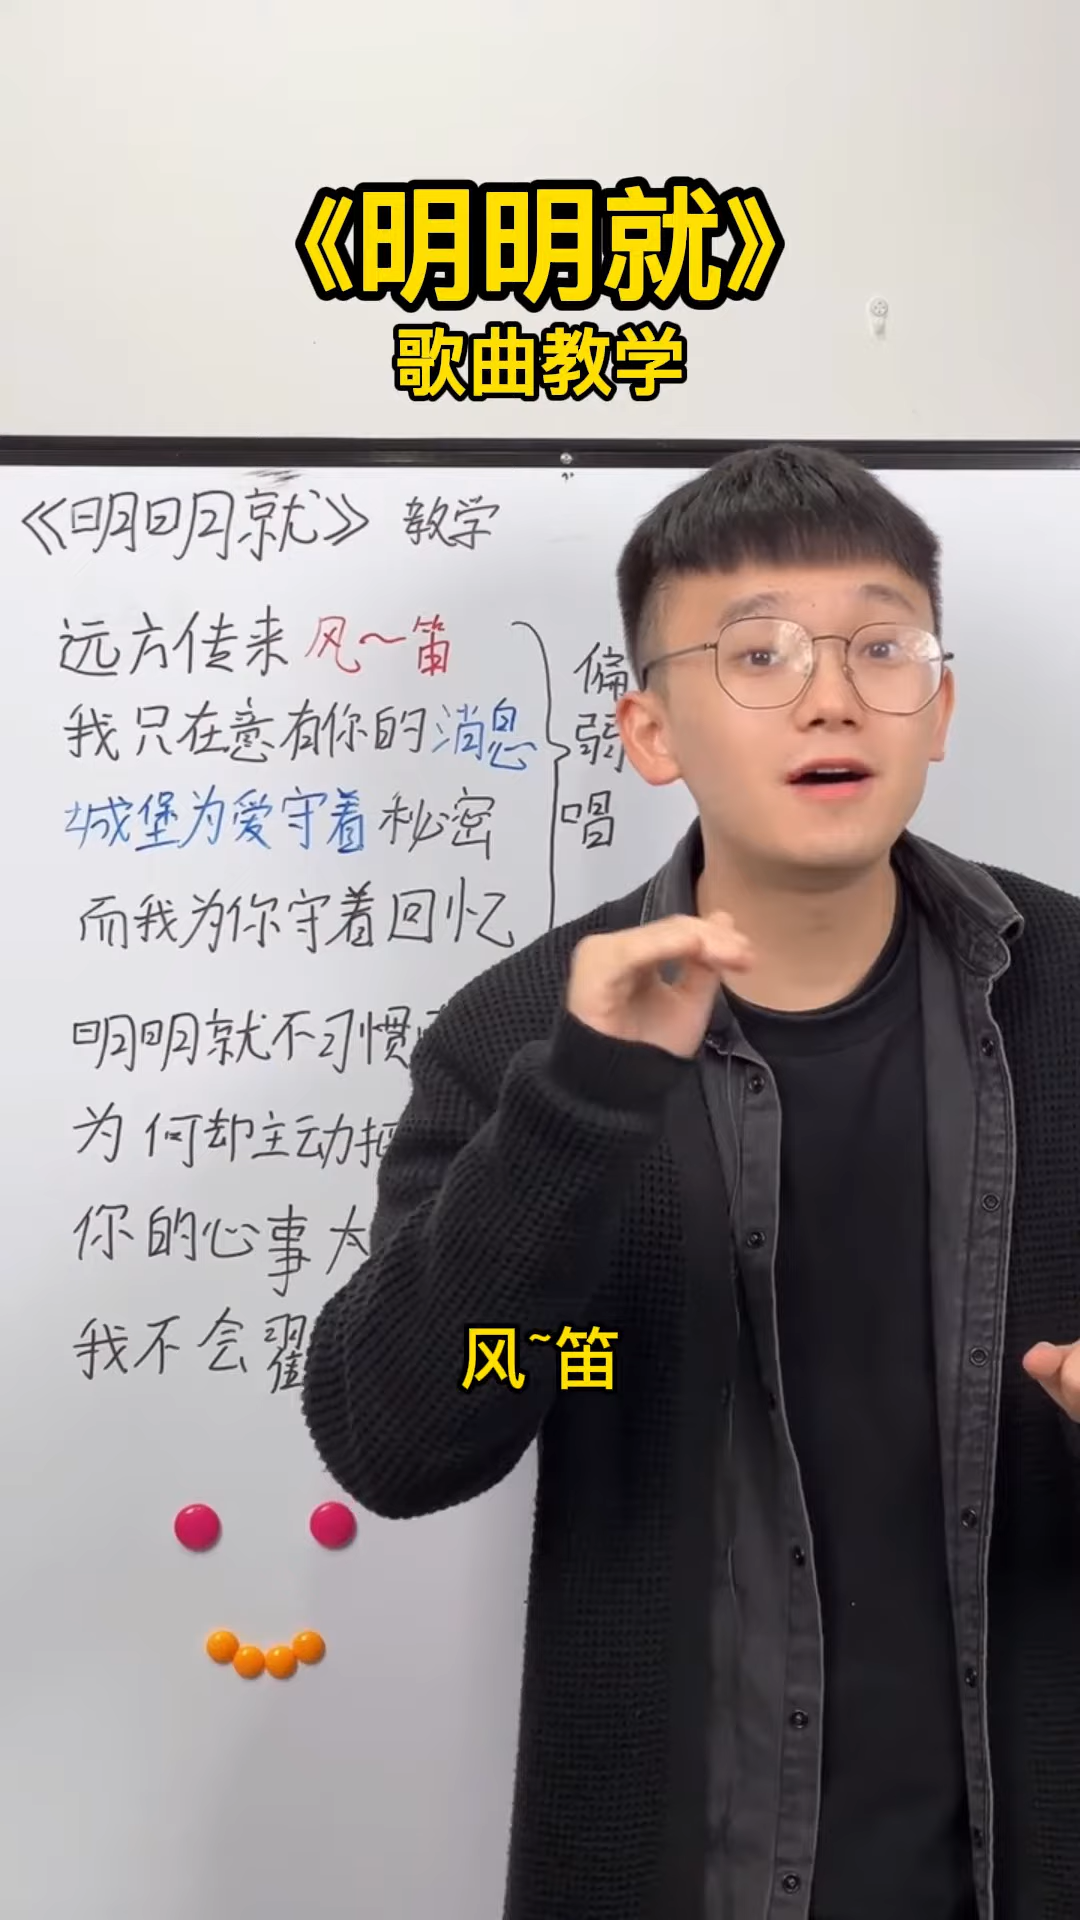 《明明就》
歌曲教学
《明明就》 教学
远方传来风～笛
我只在意有你的消息
城堡为爱守着秘密
而我为你守着回忆
偏弱唱
明明就不习惯
为何却主动把
你的心事太
我不会
风~笛